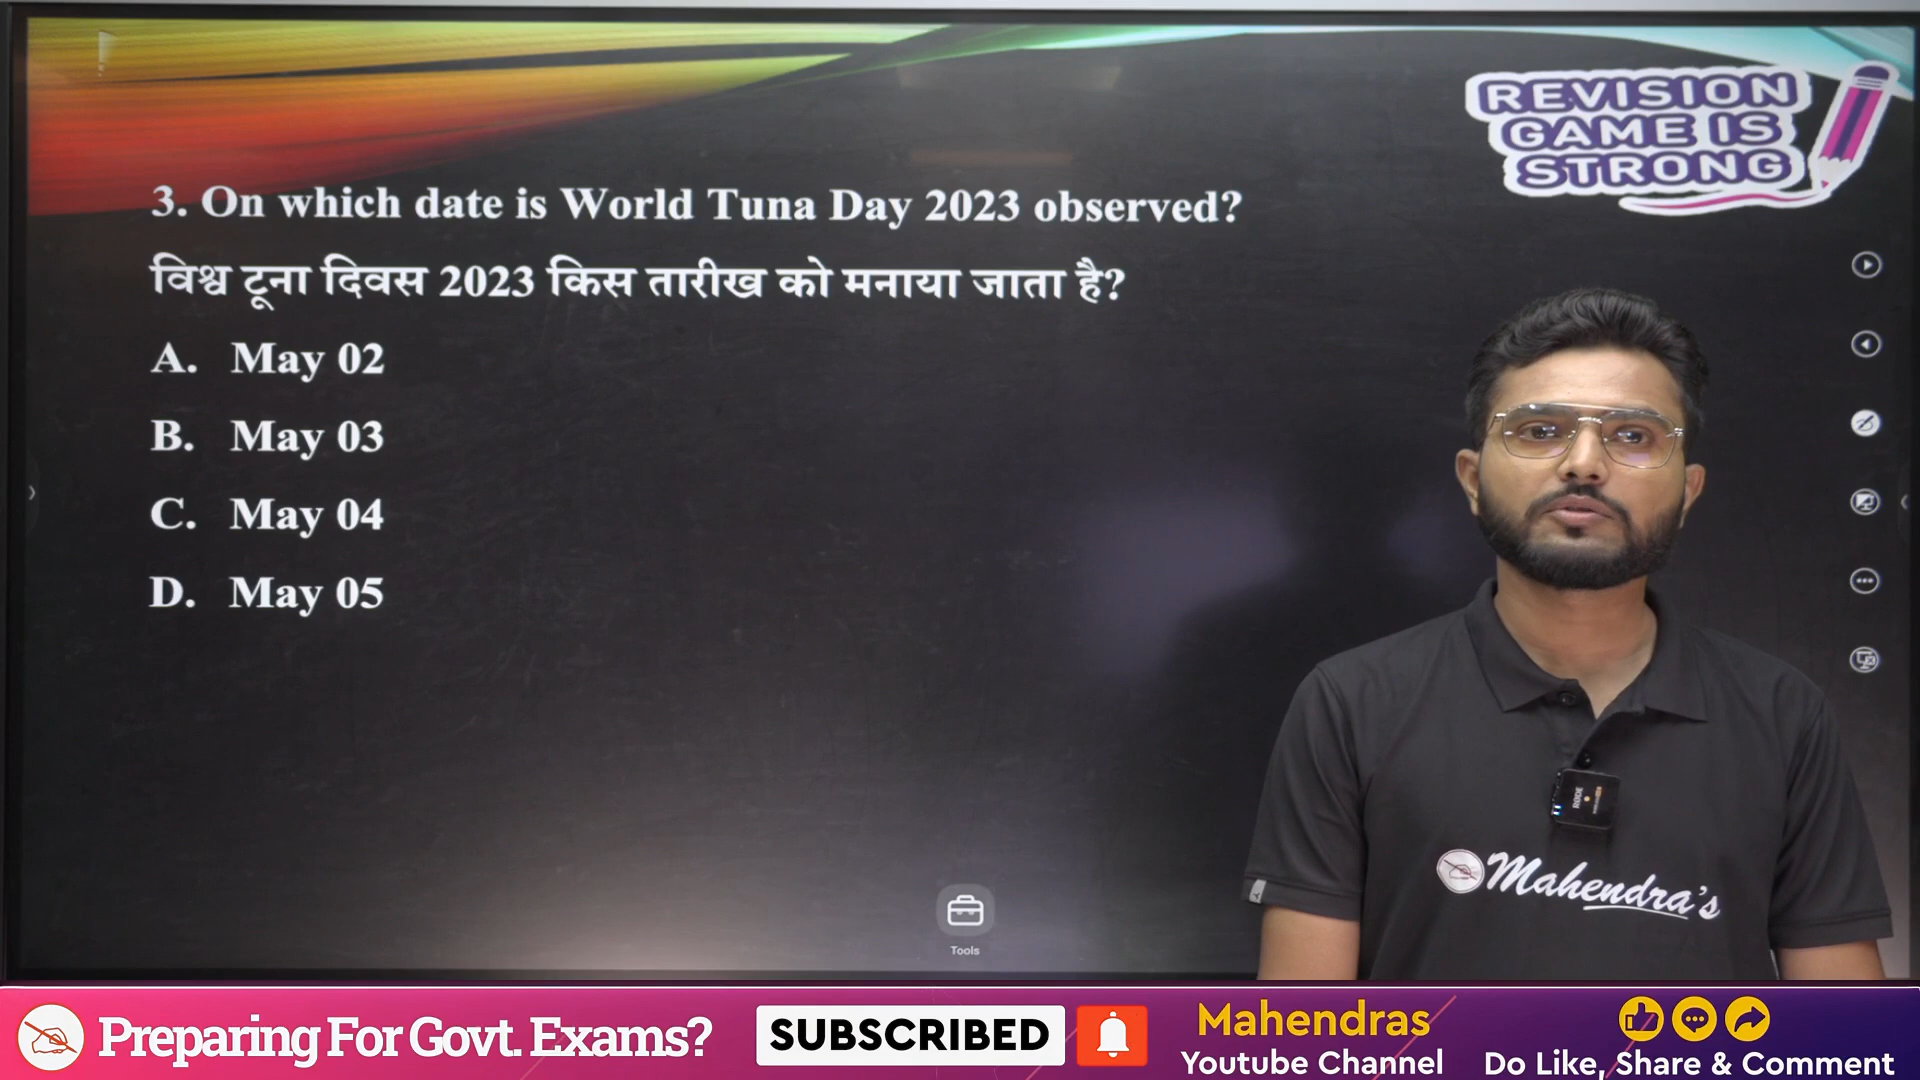 REVISION
GAME IS
STRONG
3. On which date is World Tuna Day 2023 observed?
विश्व टूना दिवस 2023 किस तारीख को मनाया जाता है?
A. May 02
B. May 03
C. May 04
D. May 05
RODE
Mahendra's
Tools
Preparing For Govt. Exams?
SUBSCRIBED
Mahendras
Youtube Channel
Do Like, Share & Comment